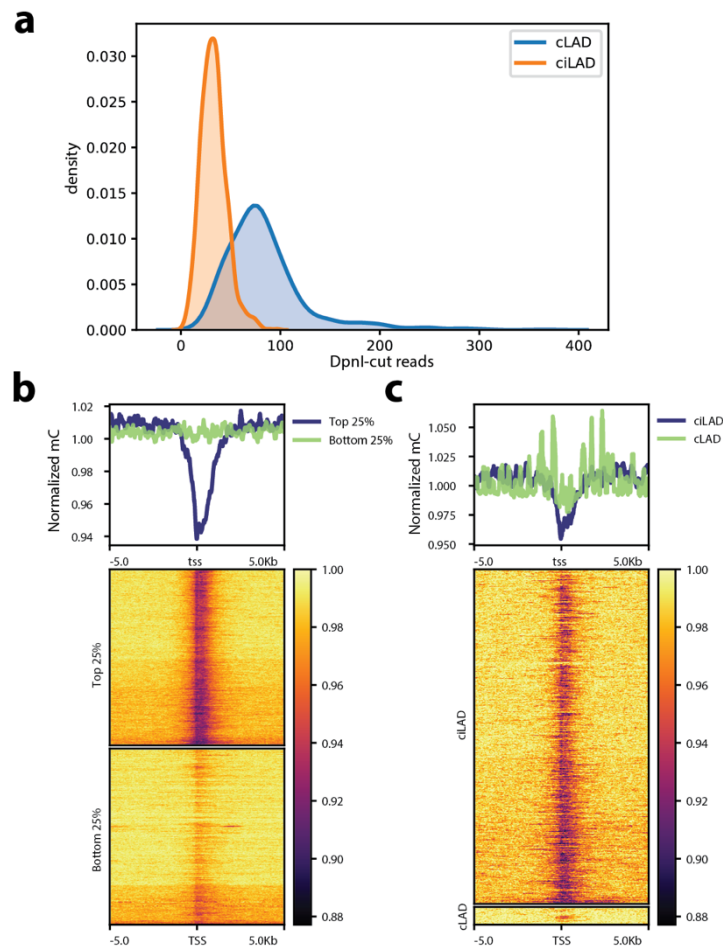 a
cLAD
ciLAD
0.030
0.025
0.020
0.015
0.010
0.005
0.000
density
0 100 200 300 400
DpnI-cut reads
b
1.02
1.00
0.98
0.96
0.94
Normalized mC
Top 25%
Bottom 25%
-5.0 tss 5.0Kb
Top 25%
Bottom 25%
1.00
0.98
0.96
0.94
0.92
0.90
0.88
-5.0 TSS 5.0Kb
c
1.050
1.025
1.000
0.975
0.950
Normalized mC
ciLAD
cLAD
-5.0 tss 5.0Kb
ciLAD
cLAD
1.00
0.98
0.96
0.94
0.92
0.90
0.88
-5.0 TSS 5.0Kb